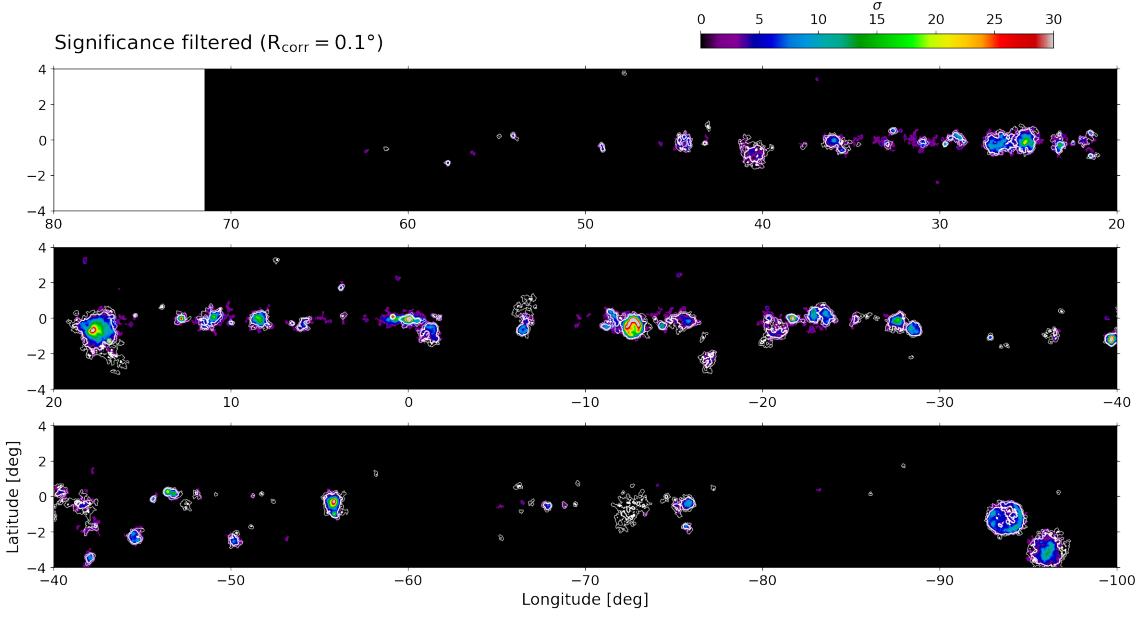 σ
0 5 10 15 20 25 30
Significance filtered (Rcorr = 0.1°)
4
2
0
−2
−4
80 70 60 50 40 30 20
4
2
0
−2
−4
20 10 0 −10 −20 −30 −40
4
2
0
−2
−4
Latitude [deg]
−40 −50 −60 −70 −80 −90 −100
Longitude [deg]